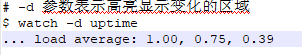 # -d 参数表示高亮显示变化的区域
$ watch -d uptime
... load average: 1.00, 0.75, 0.39